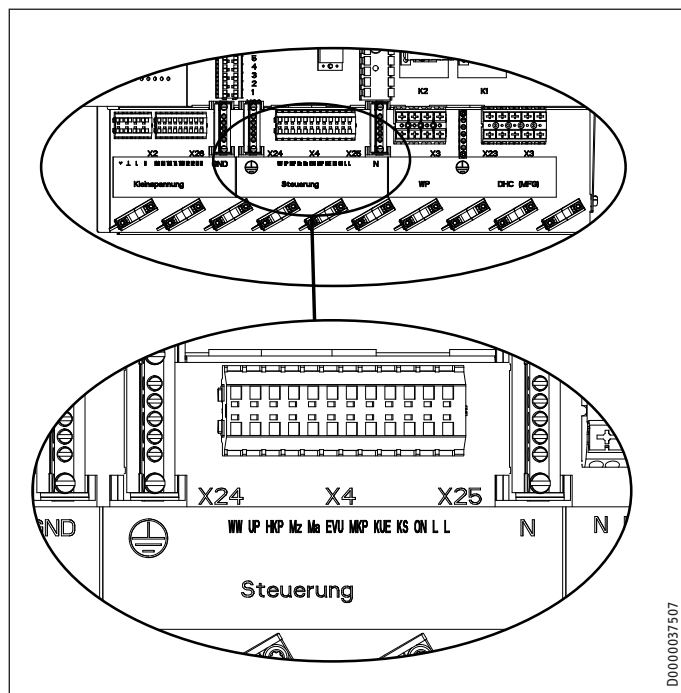 5
4
3
2
1
K2 K1
X2 X26 GND X24 X4 X25 N X3 X23 X3
Kleinspannung Steuerung WP DHC (MFG)
X24 X4 X25
GND WW UP HKP Mz Ma EVU MKP KUE KS ON L L N N
Steuerung
D0000037507